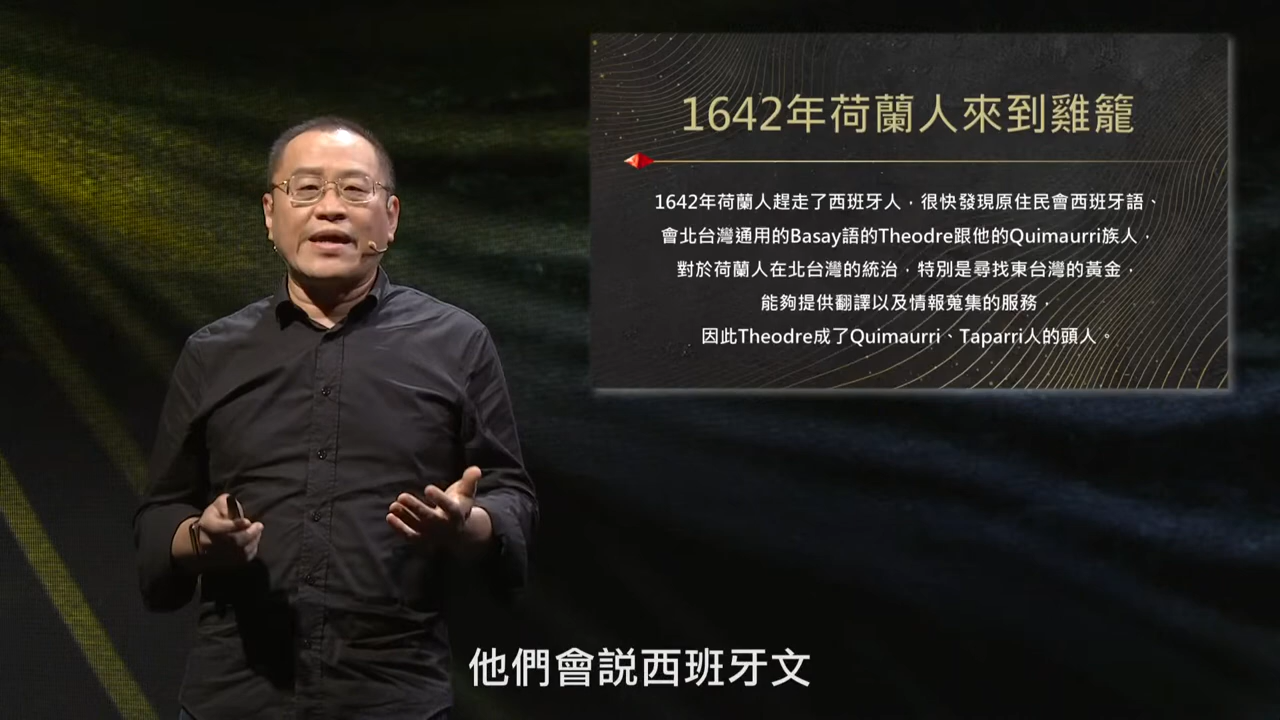 1642年荷蘭人來到雞籠
1642年荷蘭人趕走了西班牙人，很快發現原住民會西班牙語、
會北台灣通用的Basay語的Theodre跟他的Quimaurri族人，
對於荷蘭人在北台灣的統治，特別是尋找東台灣的黃金，
能夠提供翻譯以及情報蒐集的服務，
因此Theodre成了Quimaurri、Taparri人的頭人。
他們會説西班牙文